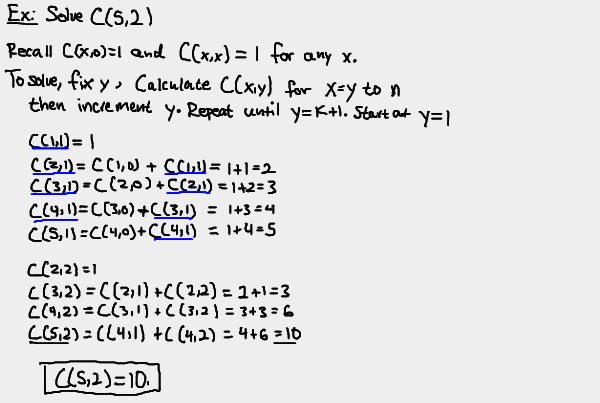 Ex: Solve C(5,2)
Recall C(x,0)=1 and C(x,x)=1 for any x.
To solve, fix y, Calculate C(x,y) for x=y to n
then increment y. Repeat until y=k+1. Start at y=1
C(1,1)=1
C(2,1)=C(1,0)+C(1,1)=1+1=2
C(3,1)=C(2,0)+C(2,1)=1+2=3
C(4,1)=C(3,0)+C(3,1)=1+3=4
C(5,1)=C(4,0)+C(4,1)=1+4=5
C(2,2)=1
C(3,2)=C(2,1)+C(2,2)=2+1=3
C(4,2)=C(3,1)+C(3,2)=3+3=6
C(5,2)=C(4,1)+C(4,2)=4+6=10
C(5,2)=10.